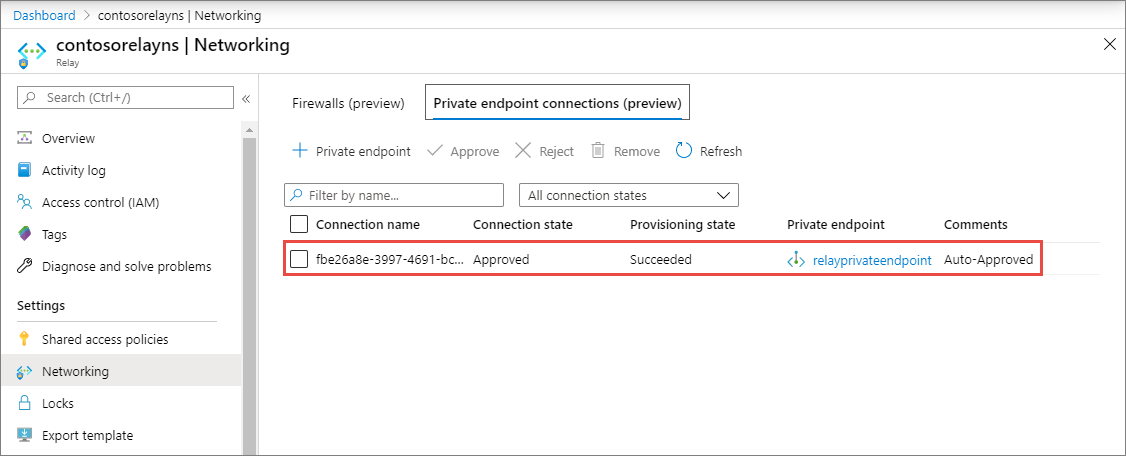 Dashboard > contosorelayns | Networking
contosorelayns | Networking
Relay
Search (Ctrl+/)
Overview
Activity log
Access control (IAM)
Tags
Diagnose and solve problems
Settings
Shared access policies
Networking
Locks
Export template
Firewalls (preview) Private endpoint connections (preview)
Private endpoint Approve Reject Remove Refresh
Filter by name... All connection states
Connection name Connection state Provisioning state Private endpoint Comments
fbe26a8e-3997-4691-bc... Approved Succeeded relayprivateendpoint Auto-Approved